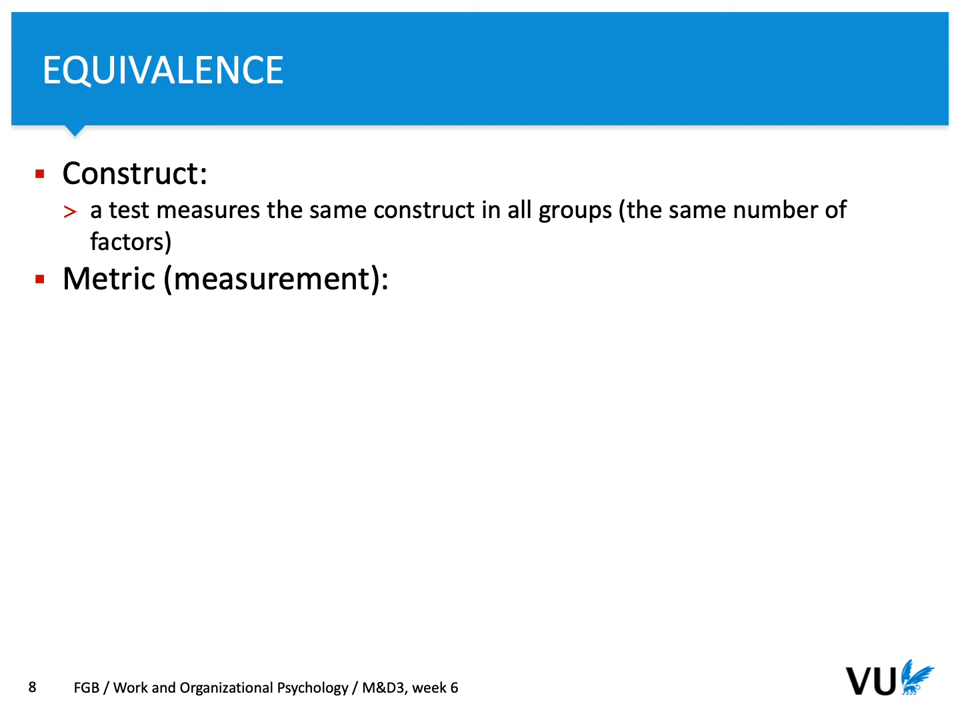 EQUIVALENCE
▪ Construct:
> a test measures the same construct in all groups (the same number of
factors)
▪ Metric (measurement):
8 FGB / Work and Organizational Psychology / M&D3, week 6
VU